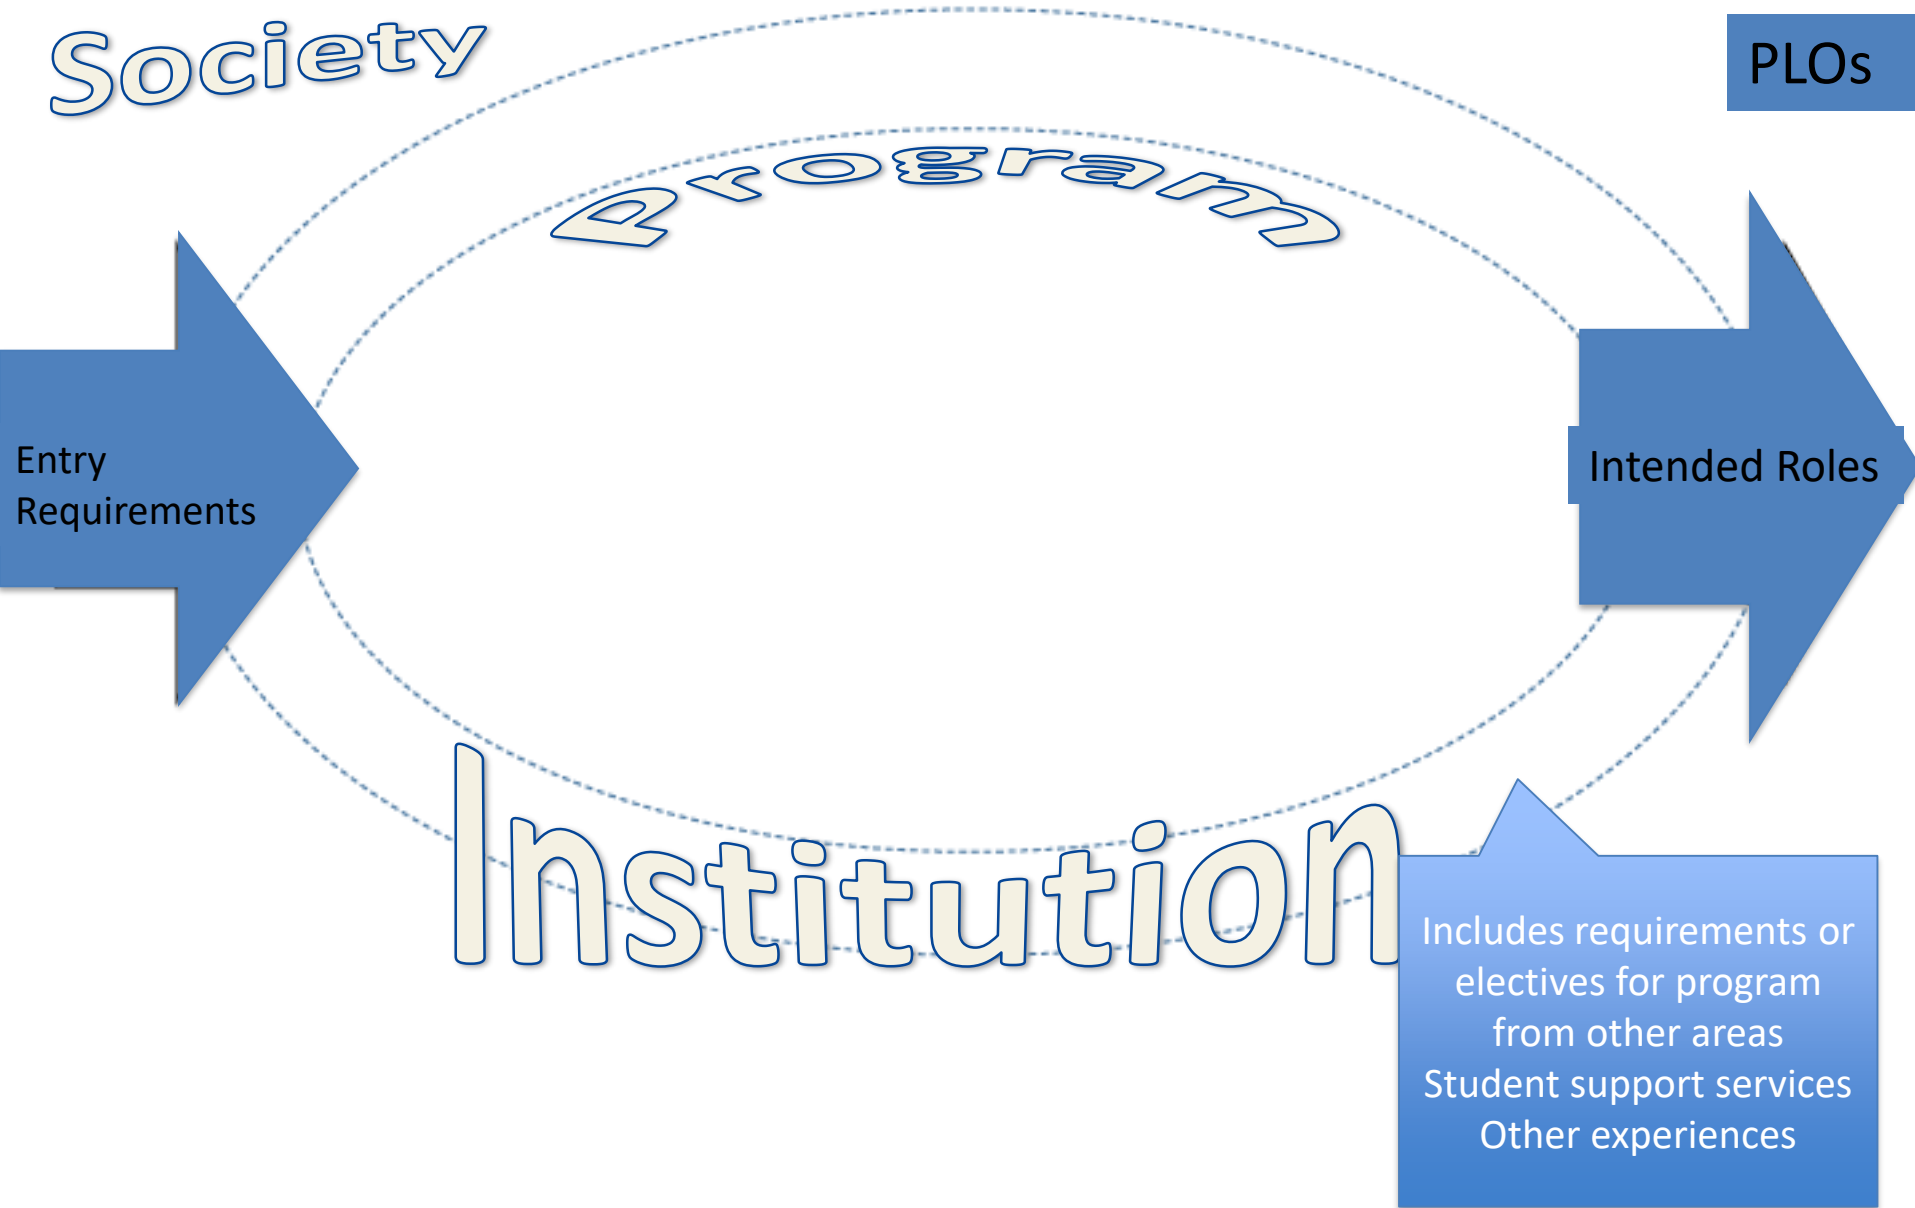 Society
PLOs
Program
Entry
Requirements
Intended Roles
Institution
Includes requirements or
electives for program
from other areas
Student support services
Other experiences